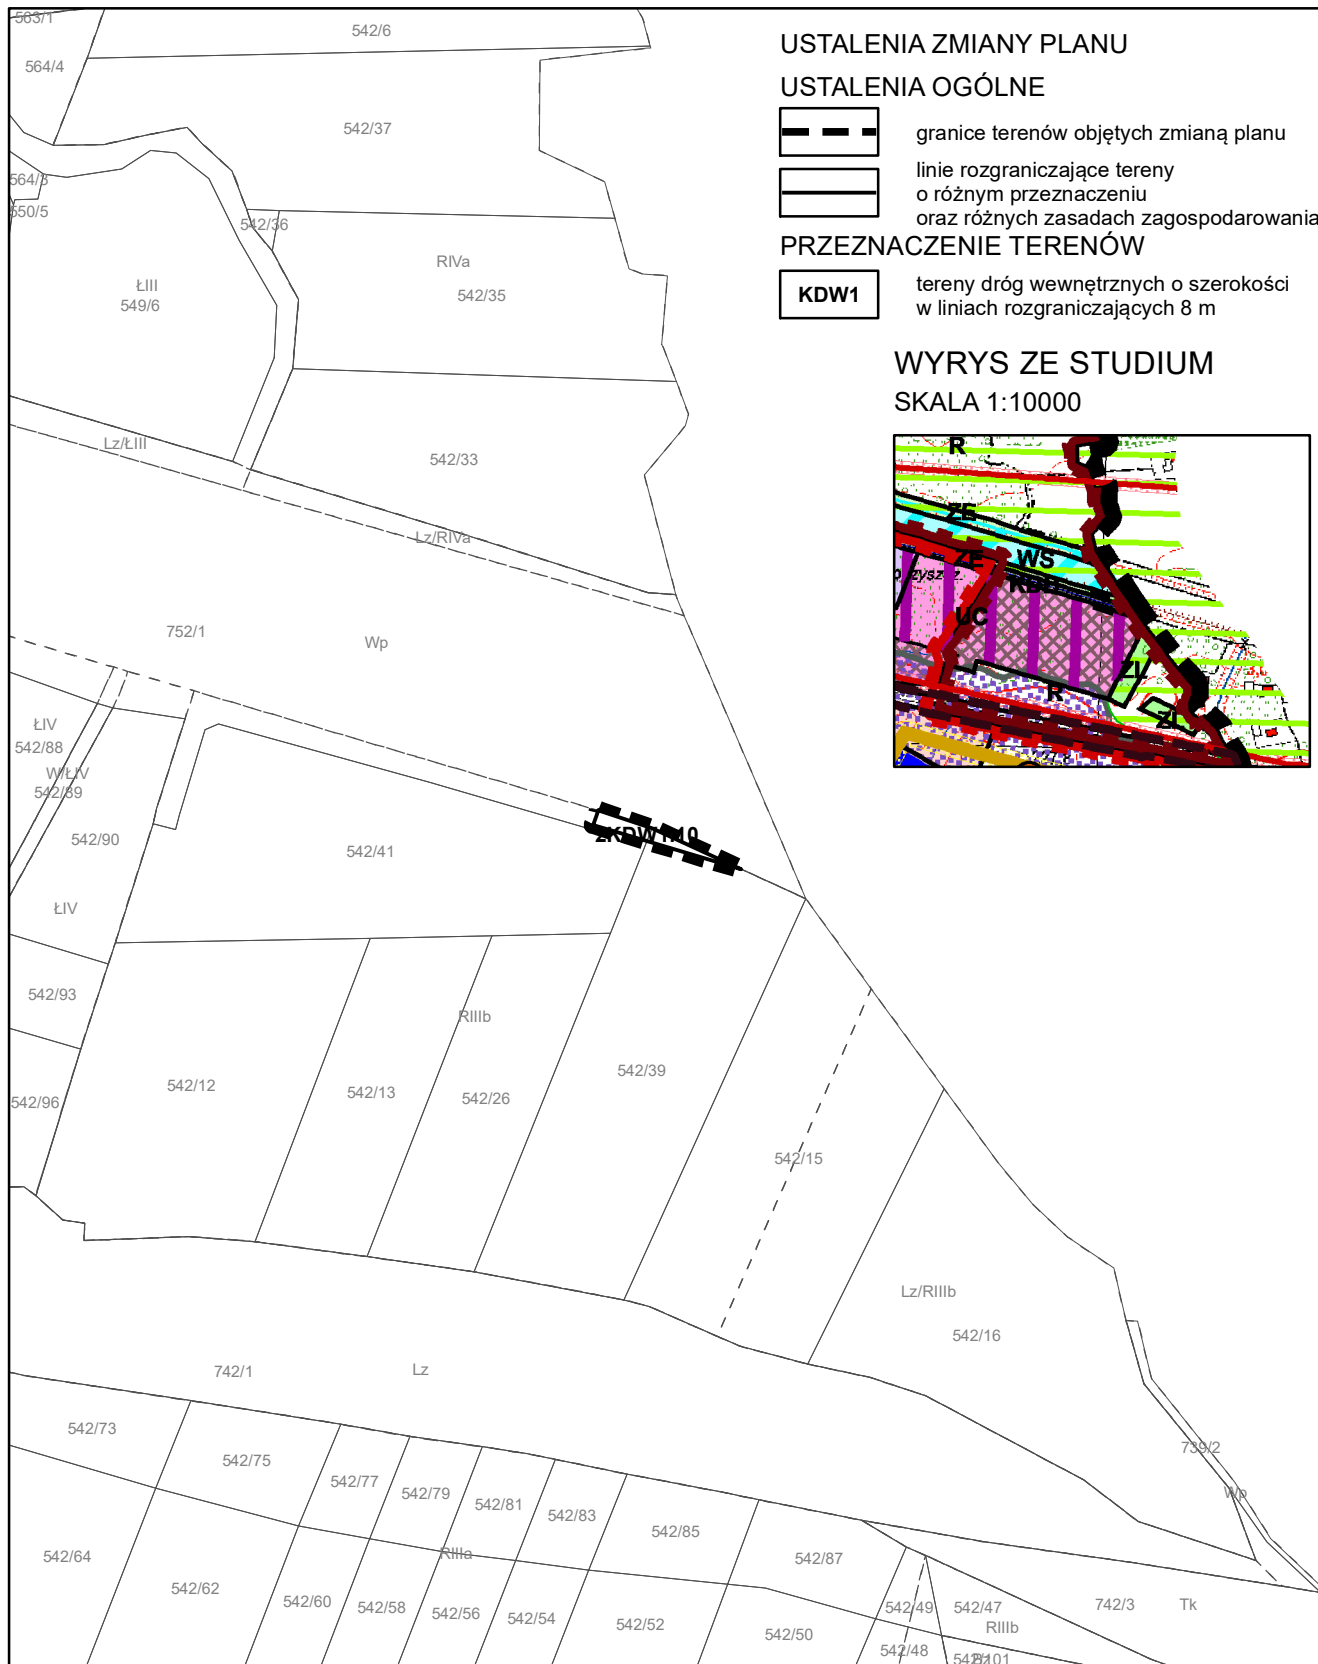 USTALENIA ZMIANY PLANU
USTALENIA OGÓLNE
granice terenów objętych zmianą planu
linie rozgraniczające tereny
o różnym przeznaczeniu
oraz różnych zasadach zagospodarowania
PRZEZNACZENIE TERENÓW
KDW1
tereny dróg wewnętrznych o szerokości
w liniach rozgraniczających 8 m
WYRYS ZE STUDIUM
SKALA 1:10000
R
ZE
ZE
WS
UC
ZL
R
ZL
563/1
542/6
564/4
542/37
564/3
550/5
542/36
RIVa
542/35
ŁIII
549/6
Lz/ŁIII
542/33
Lz/RIVa
752/1
Wp
ŁIV
542/88
W/ŁIV
542/89
542/90
542/41
2KDW1.10
ŁIV
542/93
RIIIb
542/12
542/13
542/26
542/39
542/96
542/15
Lz/RIIIb
542/16
742/1
Lz
542/73
542/75
542/77
542/79
542/81
542/83
542/85
542/87
739/2
Wp
542/64
RIIIa
542/62
542/60
542/58
542/56
542/54
542/52
542/50
542/49
542/47
RIIIb
742/3
Tk
542/48